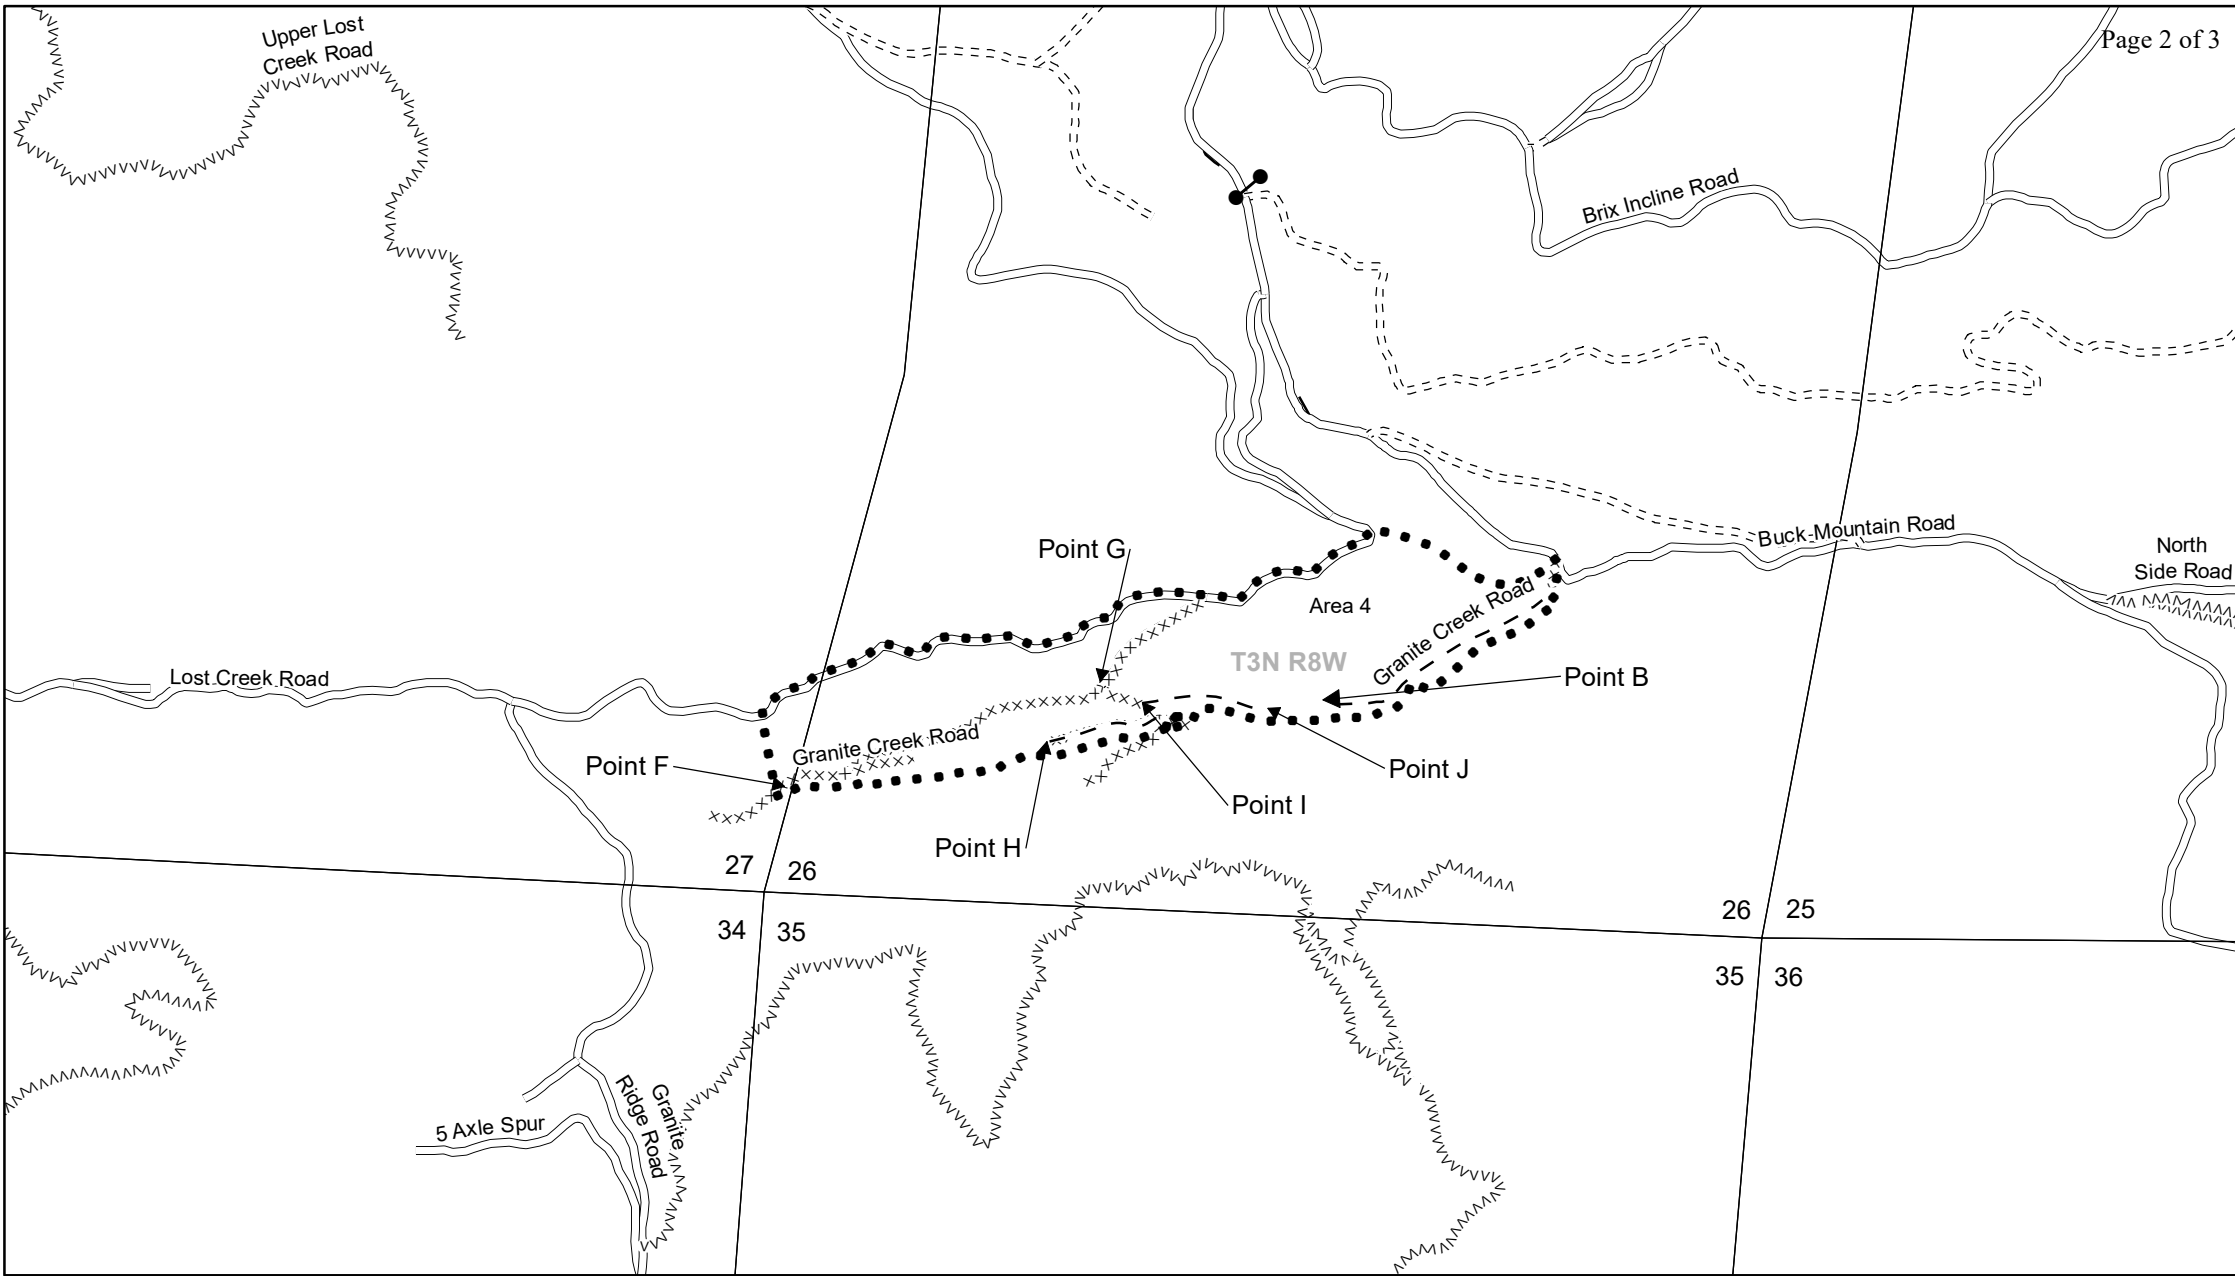 Page 2 of 3
Upper Lost
Creek Road
Brix Incline Road
Buck Mountain Road
North
Side Road
Point G
Area 4
Granite Creek Road
T3N R8W
Point B
Lost Creek Road
Granite Creek Road
Point F
Point J
Point I
Point H
27
26
34
35
26
25
35
36
Granite
Ridge Road
5 Axle Spur